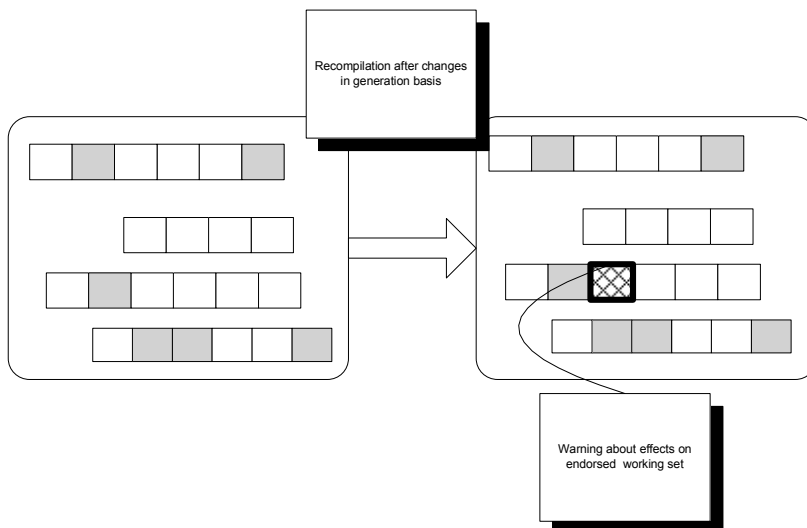 Recompilation after changes
in generation basis
Warning about effects on
endorsed working set